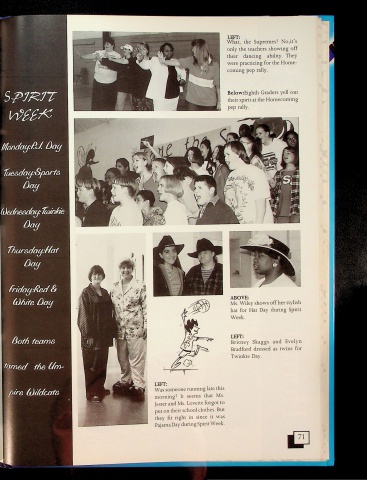 SPIRIT
WEEK
Monday:P.J. Day
Tuesday:Sports
Day
Wednesday:Twinkie
Day
Thursday:Hat
Day
Friday:Red &
White Day
Both teams
turned the Um-
pire Wildcats
LEFT:
What, the Supremes? No,it's
only the teachers showing off
their dancing ability. They
were practicing for the Home-
coming pep rally.
Below:Eighth Graders yell out
their spirit at the Homecoming
pep rally.
ABOVE:
Ms. Wiley shows off her stylish
hat for Hat Day during Spirit
Week.
LEFT:
Brittney Skaggs and Evelyn
Bradford dressed as twins for
Twinkie Day.
LEFT:
Was someone running late this
morning? It seems that Ms.
Jester and Ms. Lovette forgot to
put on their school clothes. But
they fit right in since it was
Pajama Day during Spirit Week.
71